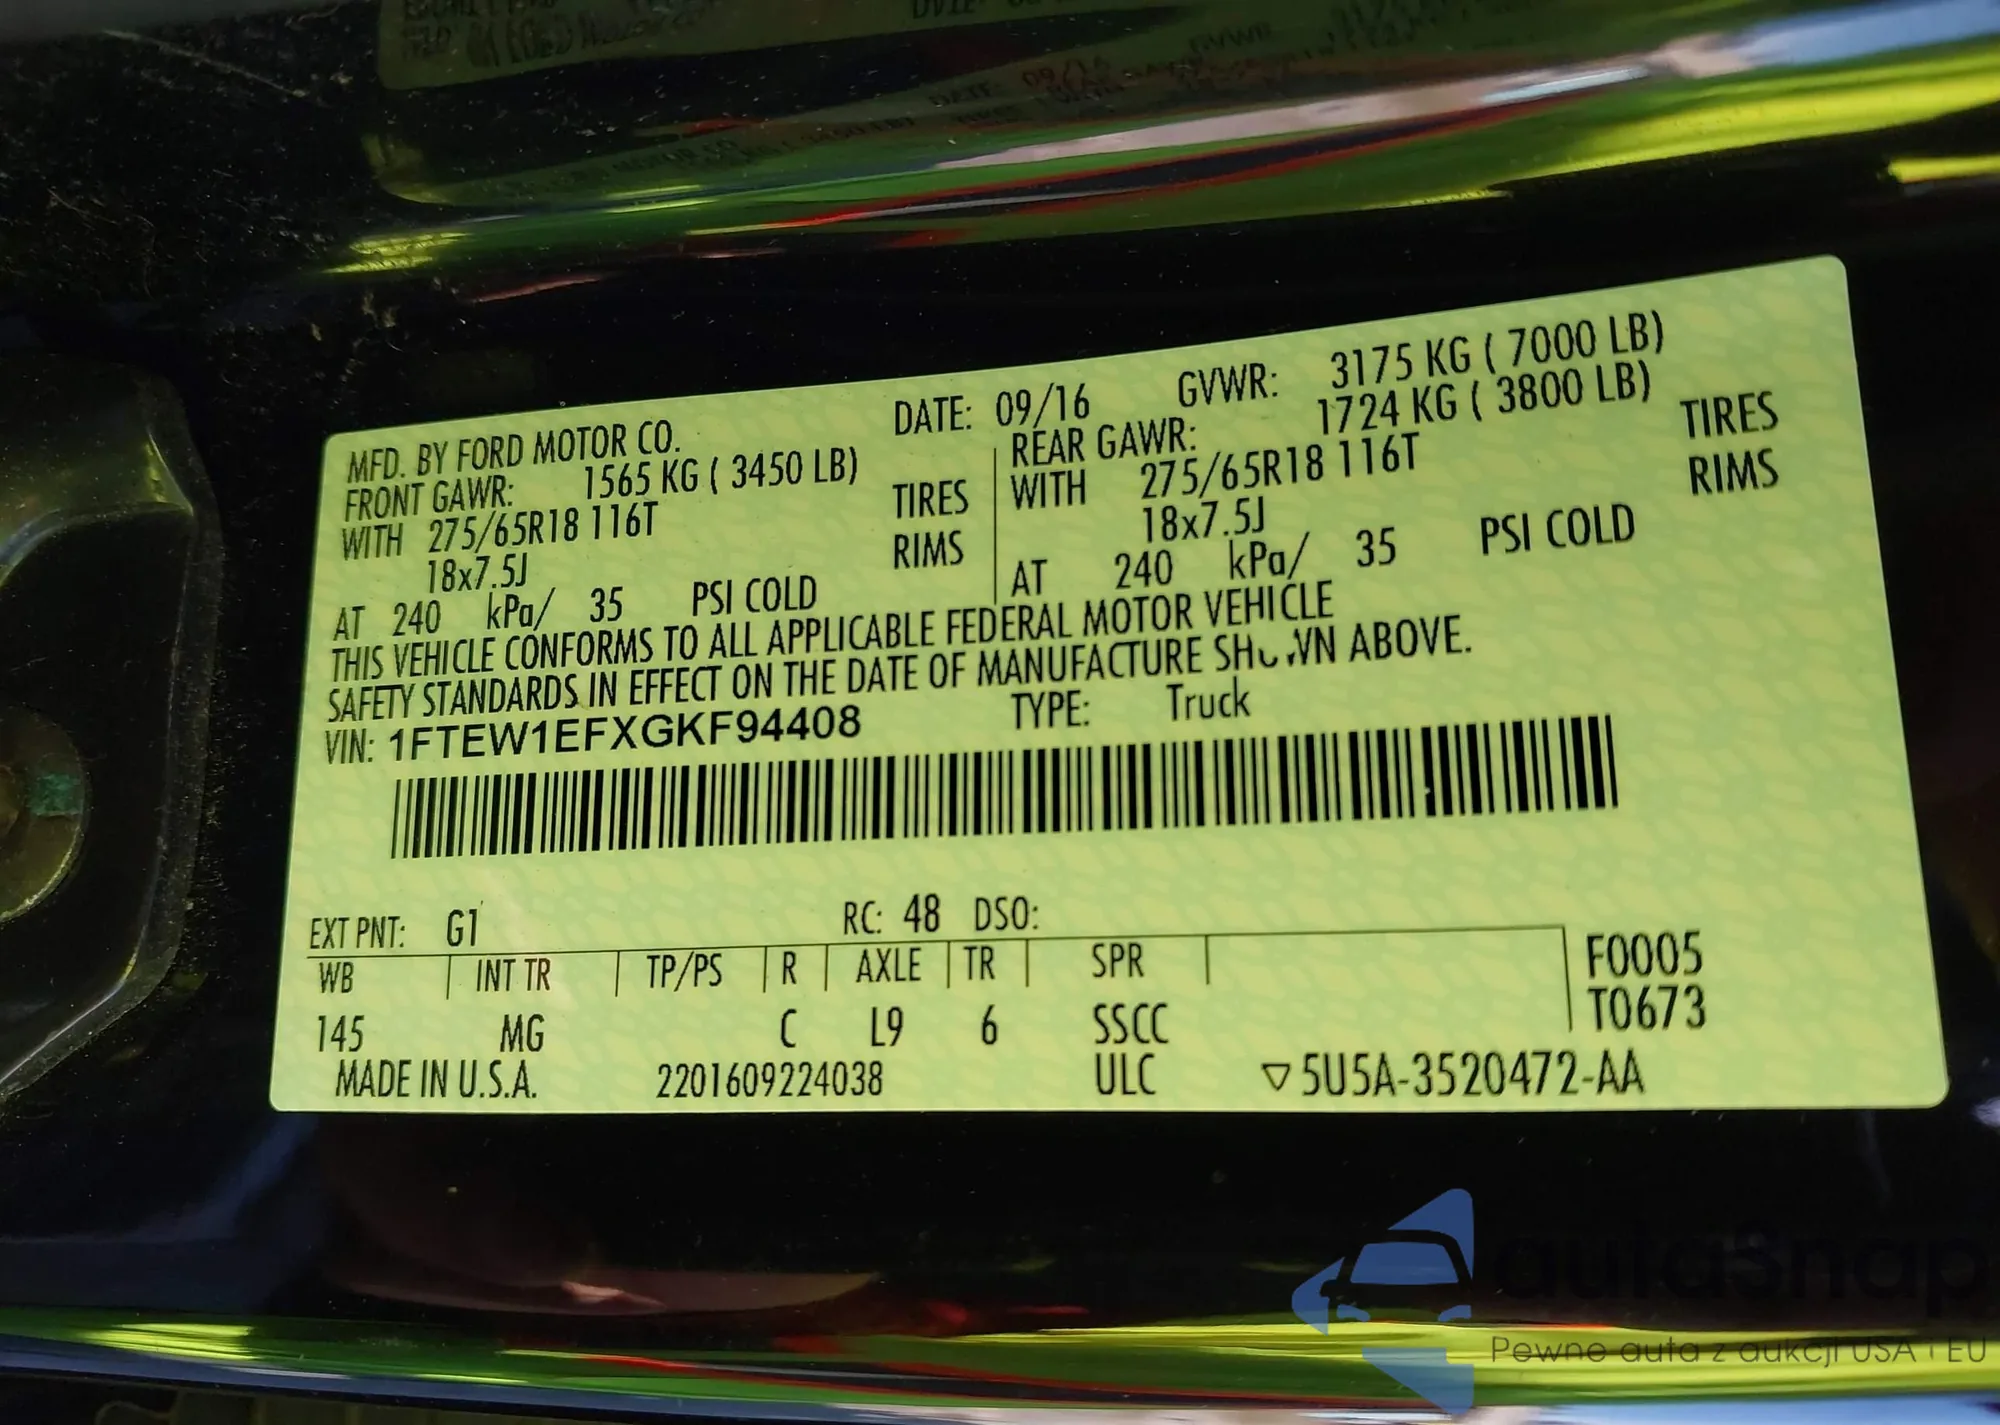 MFD. BY FORD MOTOR CO. DATE: 09/16 GVWR: 3175 KG ( 7000 LB)
FRONT GAWR: 1565 KG ( 3450 LB)
WITH 275/65R18 116T TIRES
18x7.5J RIMS
AT 240 kPa/ 35 PSI COLD
REAR GAWR: 1724 KG ( 3800 LB)
WITH 275/65R18 116T TIRES
18x7.5J RIMS
AT 240 kPa/ 35 PSI COLD
THIS VEHICLE CONFORMS TO ALL APPLICABLE FEDERAL MOTOR VEHICLE
SAFETY STANDARDS IN EFFECT ON THE DATE OF MANUFACTURE SHOWN ABOVE.
VIN: 1FTEW1EFXGKF94408 TYPE: Truck
EXT PNT: G1 RC: 48 DSO:
WB INT TR TP/PS R AXLE TR SPR F0005
145 MG C L9 6 SSCC T0673
MADE IN U.S.A. 2201609224038 ULC ▽5U5A-3520472-AA
autaSnap
Pewne auta z aukcji USA i EU